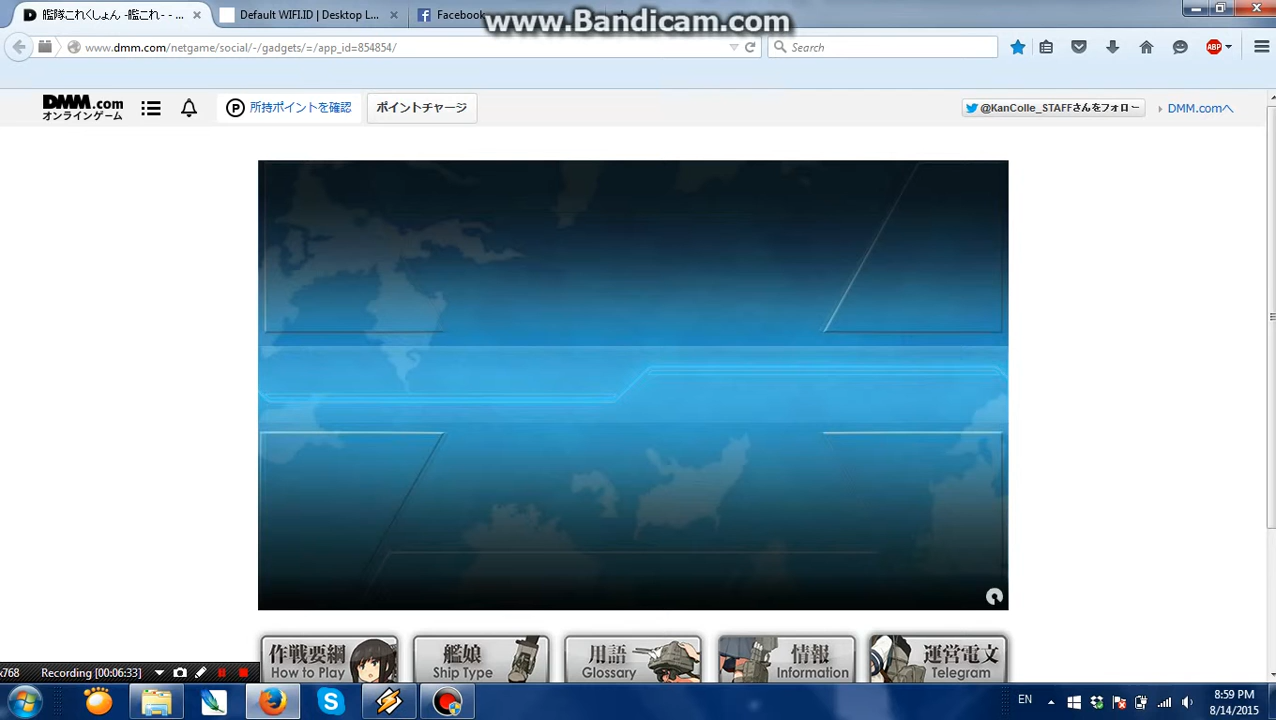 艦隊これくしょん -艦これ- - ...
Default WIFI.ID | Desktop L...
Facebook
www.Bandicam.com
www.dmm.com/netgame/social/-/gadgets/=/app_id=854854/
Search
ABP
DMM.com
オンラインゲーム
P 所持ポイントを確認
ポイントチャージ
@KanColle_STAFFさんをフォロー
DMM.comへ
作戦要綱
How to Play
艦娘
Ship Type
用語
Glossary
情報
Information
運営電文
Telegram
x768
Recording [00:06:33]
EN
8:59 PM
8/14/2015